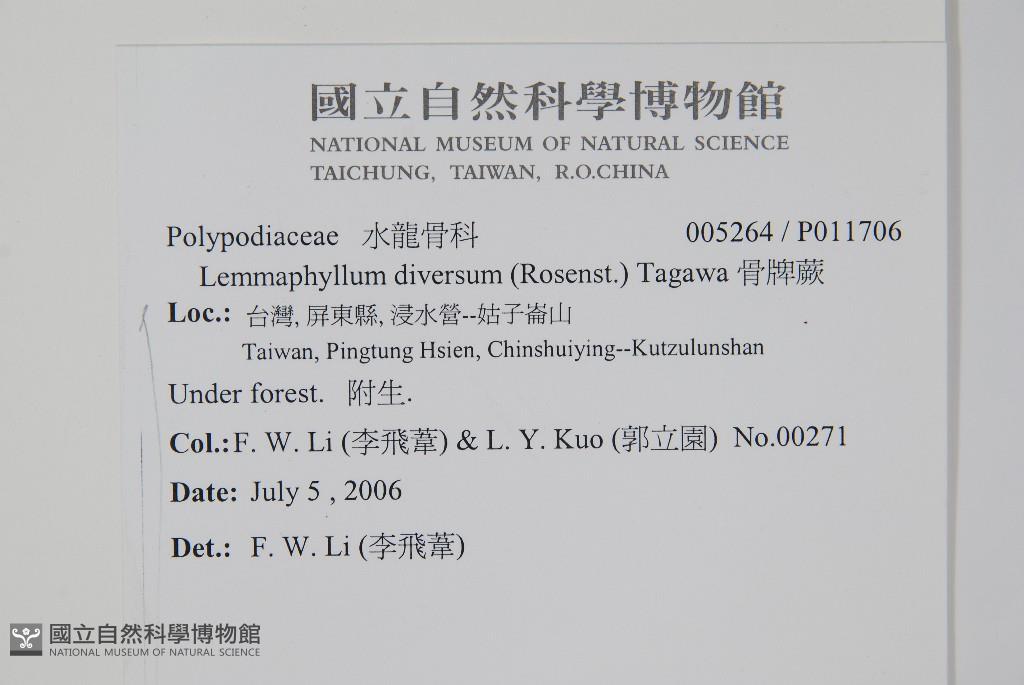 國立自然科學博物館
NATIONAL MUSEUM OF NATURAL SCIENCE
TAICHUNG, TAIWAN, R.O.CHINA
Polypodiaceae 水龍骨科 005264 / P011706
Lemmaphyllum diversum (Rosenst.) Tagawa 骨牌蕨
Loc.: 台灣, 屏東縣, 浸水營--姑子崙山
Taiwan, Pingtung Hsien, Chinshuiying--Kutzulunshan
Under forest. 附生.
Col.:F. W. Li (李飛葦) & L. Y. Kuo (郭立園) No.00271
Date: July 5 , 2006
Det.: F. W. Li (李飛葦)
國立自然科學博物館
NATIONAL MUSEUM OF NATURAL SCIENCE